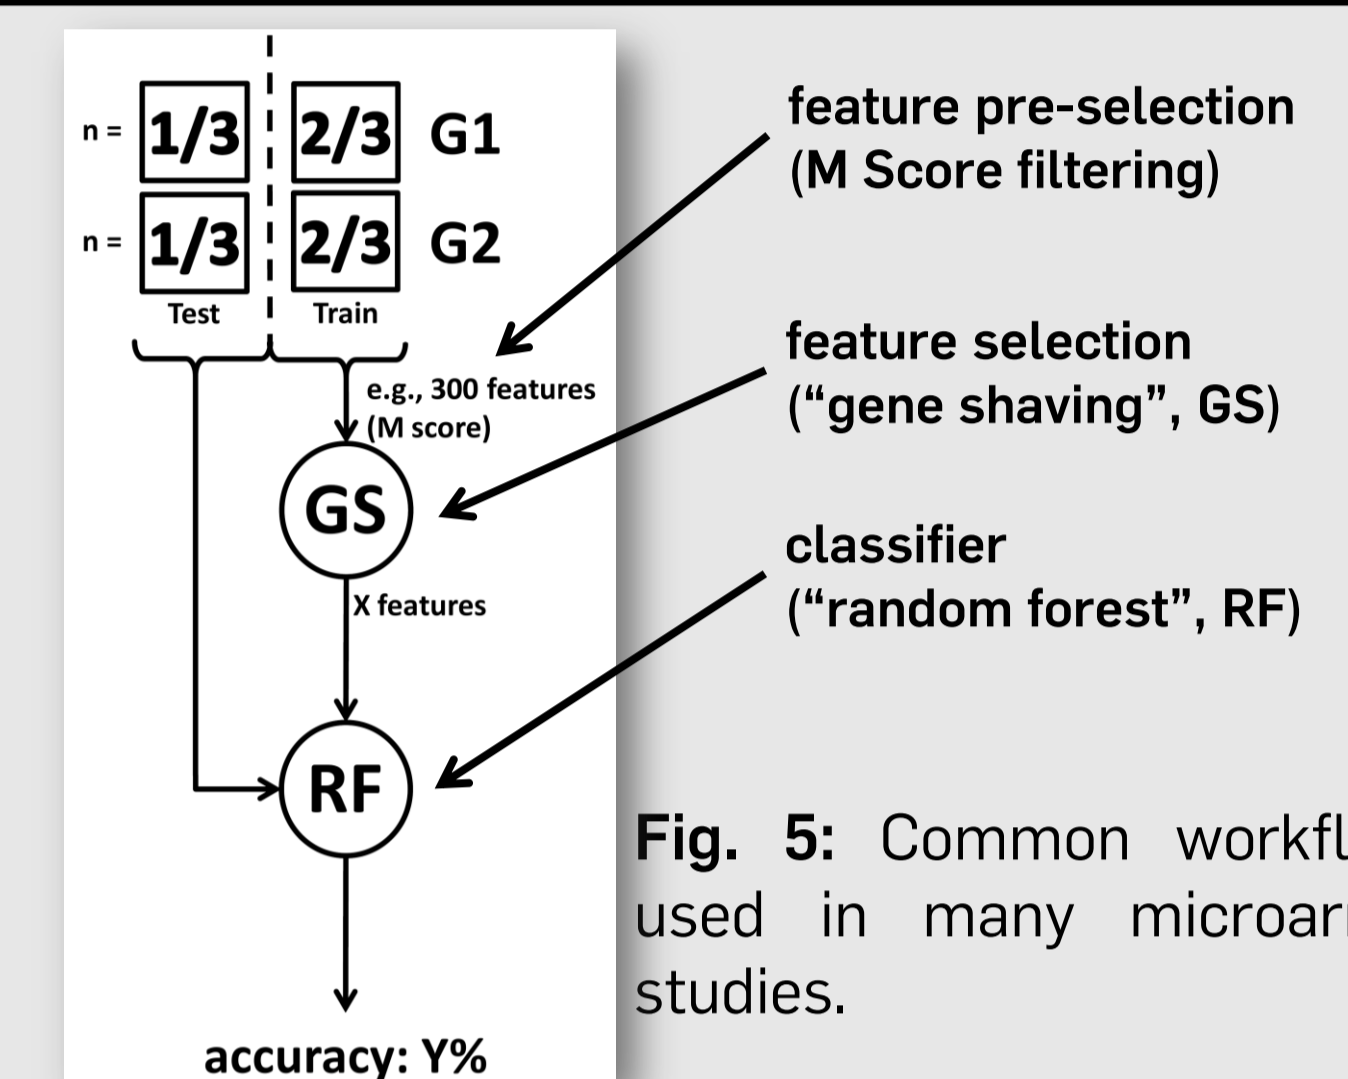 n = 1/3 2/3 G1
n = 1/3 2/3 G2
Test Train
e.g., 300 features
(M score)
GS
X features
RF
accuracy: Y%
feature pre-selection
(M Score filtering)
feature selection
(“gene shaving”, GS)
classifier
(“random forest”, RF)
Fig. 5: Common
used in many
studies.